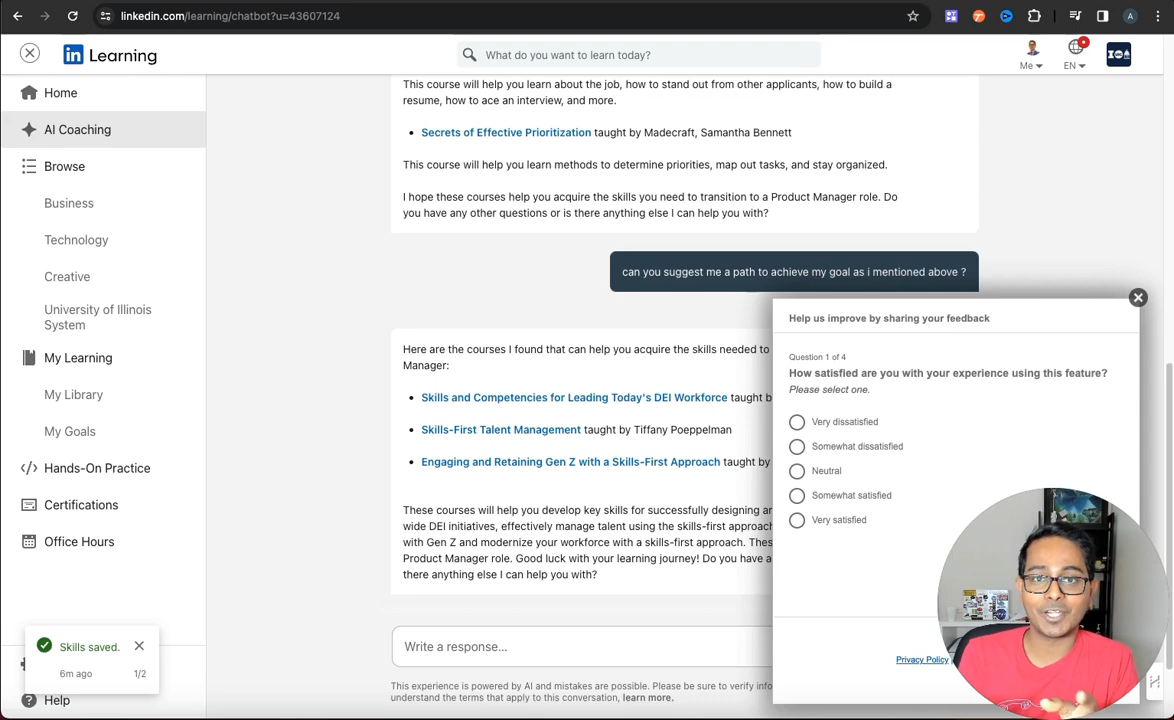 linkedin.com/learning/chatbot?u=43607124
A
in Learning
What do you want to learn today?
Me
EN
Home
AI Coaching
Browse
Business
Technology
Creative
University of Illinois
System
My Learning
My Library
My Goals
Hands-On Practice
Certifications
Office Hours
Skills saved.
6m ago
1/2
Help
This course will help you learn about the job, how to stand out from other applicants, how to build a
resume, how to ace an interview, and more.
• Secrets of Effective Prioritization taught by Madecraft, Samantha Bennett
This course will help you learn methods to determine priorities, map out tasks, and stay organized.
I hope these courses help you acquire the skills you need to transition to a Product Manager role. Do
you have any other questions or is there anything else I can help you with?
can you suggest me a path to achieve my goal as i mentioned above ?
Here are the courses I found that can help you acquire the skills needed to
Manager:
• Skills and Competencies for Leading Today's DEI Workforce taught b
• Skills-First Talent Management taught by Tiffany Poeppelman
• Engaging and Retaining Gen Z with a Skills-First Approach taught by
These courses will help you develop key skills for successfully designing
wide DEI initiatives, effectively manage talent using the skills-first approach
with Gen Z and modernize your workforce with a skills-first approach. Thes
Product Manager role. Good luck with your learning journey! Do you have a
there anything else I can help you with?
Write a response...
This experience is powered by AI and mistakes are possible. Please be sure to verify info
understand the terms that apply to this conversation, learn more.
Help us improve by sharing your feedback
Question 1 of 4
How satisfied are you with your experience using this feature?
Please select one.
Very dissatisfied
Somewhat dissatisfied
Neutral
Somewhat satisfied
Very satisfied
Privacy Policy